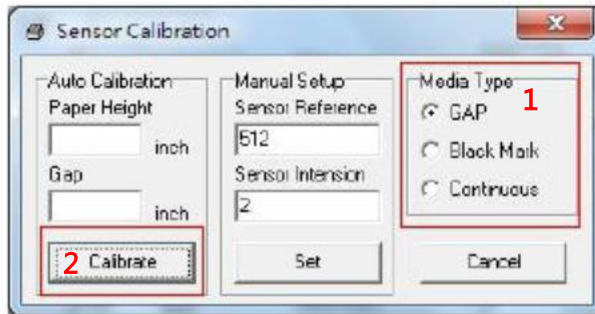 Sensor Calibration
Auto Calibration
Paper Height
inch
Gap
inch
2 Calibrate
Manual Setup
Sensor Reference
512
Sensor Intension
2
Set
Media Type
1
GAP
Black Mark
Continuous
Cancel